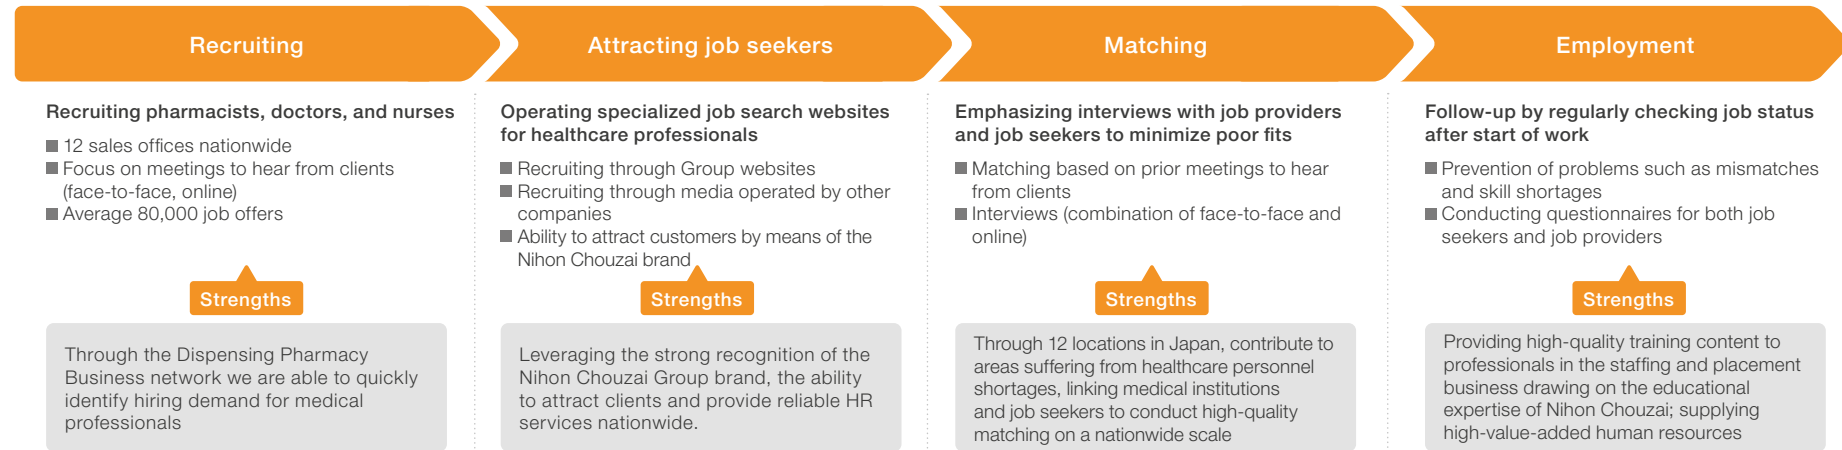 Recruiting
Attracting job seekers
Matching
Employment
Recruiting pharmacists, doctors, and nurses
■ 12 sales offices nationwide
■ Focus on meetings to hear from clients
(face-to-face, online)
■ Average 80,000 job offers
Strengths
Through the Dispensing Pharmacy
Business network we are able to quickly
identify hiring demand for medical
professionals
Operating specialized job search websites
for healthcare professionals
■ Recruiting through Group websites
■ Recruiting through media operated by other
companies
■ Ability to attract customers by means of the
Nihon Chouzai brand
Strengths
Leveraging the strong recognition of the
Nihon Chouzai Group brand, the ability
to attract clients and provide reliable HR
services nationwide.
Emphasizing interviews with job providers
and job seekers to minimize poor fits
■ Matching based on prior meetings to hear
from clients
■ Interviews (combination of face-to-face and
online)
Strengths
Through 12 locations in Japan, contribute to
areas suffering from healthcare personnel
shortages, linking medical institutions
and job seekers to conduct high-quality
matching on a nationwide scale
Follow-up by regularly checking job status
after start of work
■ Prevention of problems such as mismatches
and skill shortages
■ Conducting questionnaires for both job
seekers and job providers
Strengths
Providing high-quality training content to
professionals in the staffing and placement
business drawing on the educational
expertise of Nihon Chouzai; supplying
high-value-added human resources